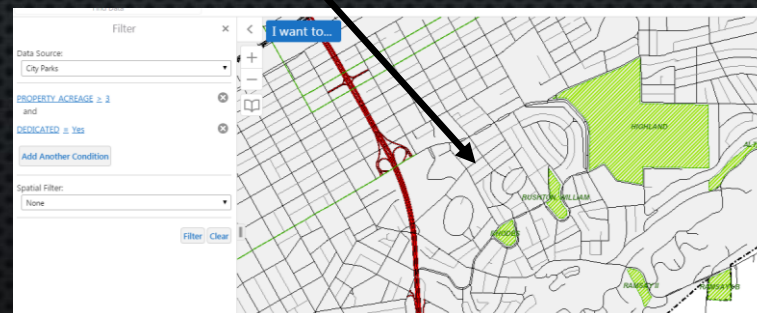 Filter ×
Data Source:
City Parks
PROPERTY ACREAGE > 3
and
DEDICATED = Yes
Add Another Condition
Spatial Filter:
None
Filter Clear
I want to...
HIGHLAND
RUSHTON, WILLIAM
RHODES
RAMSAY'S